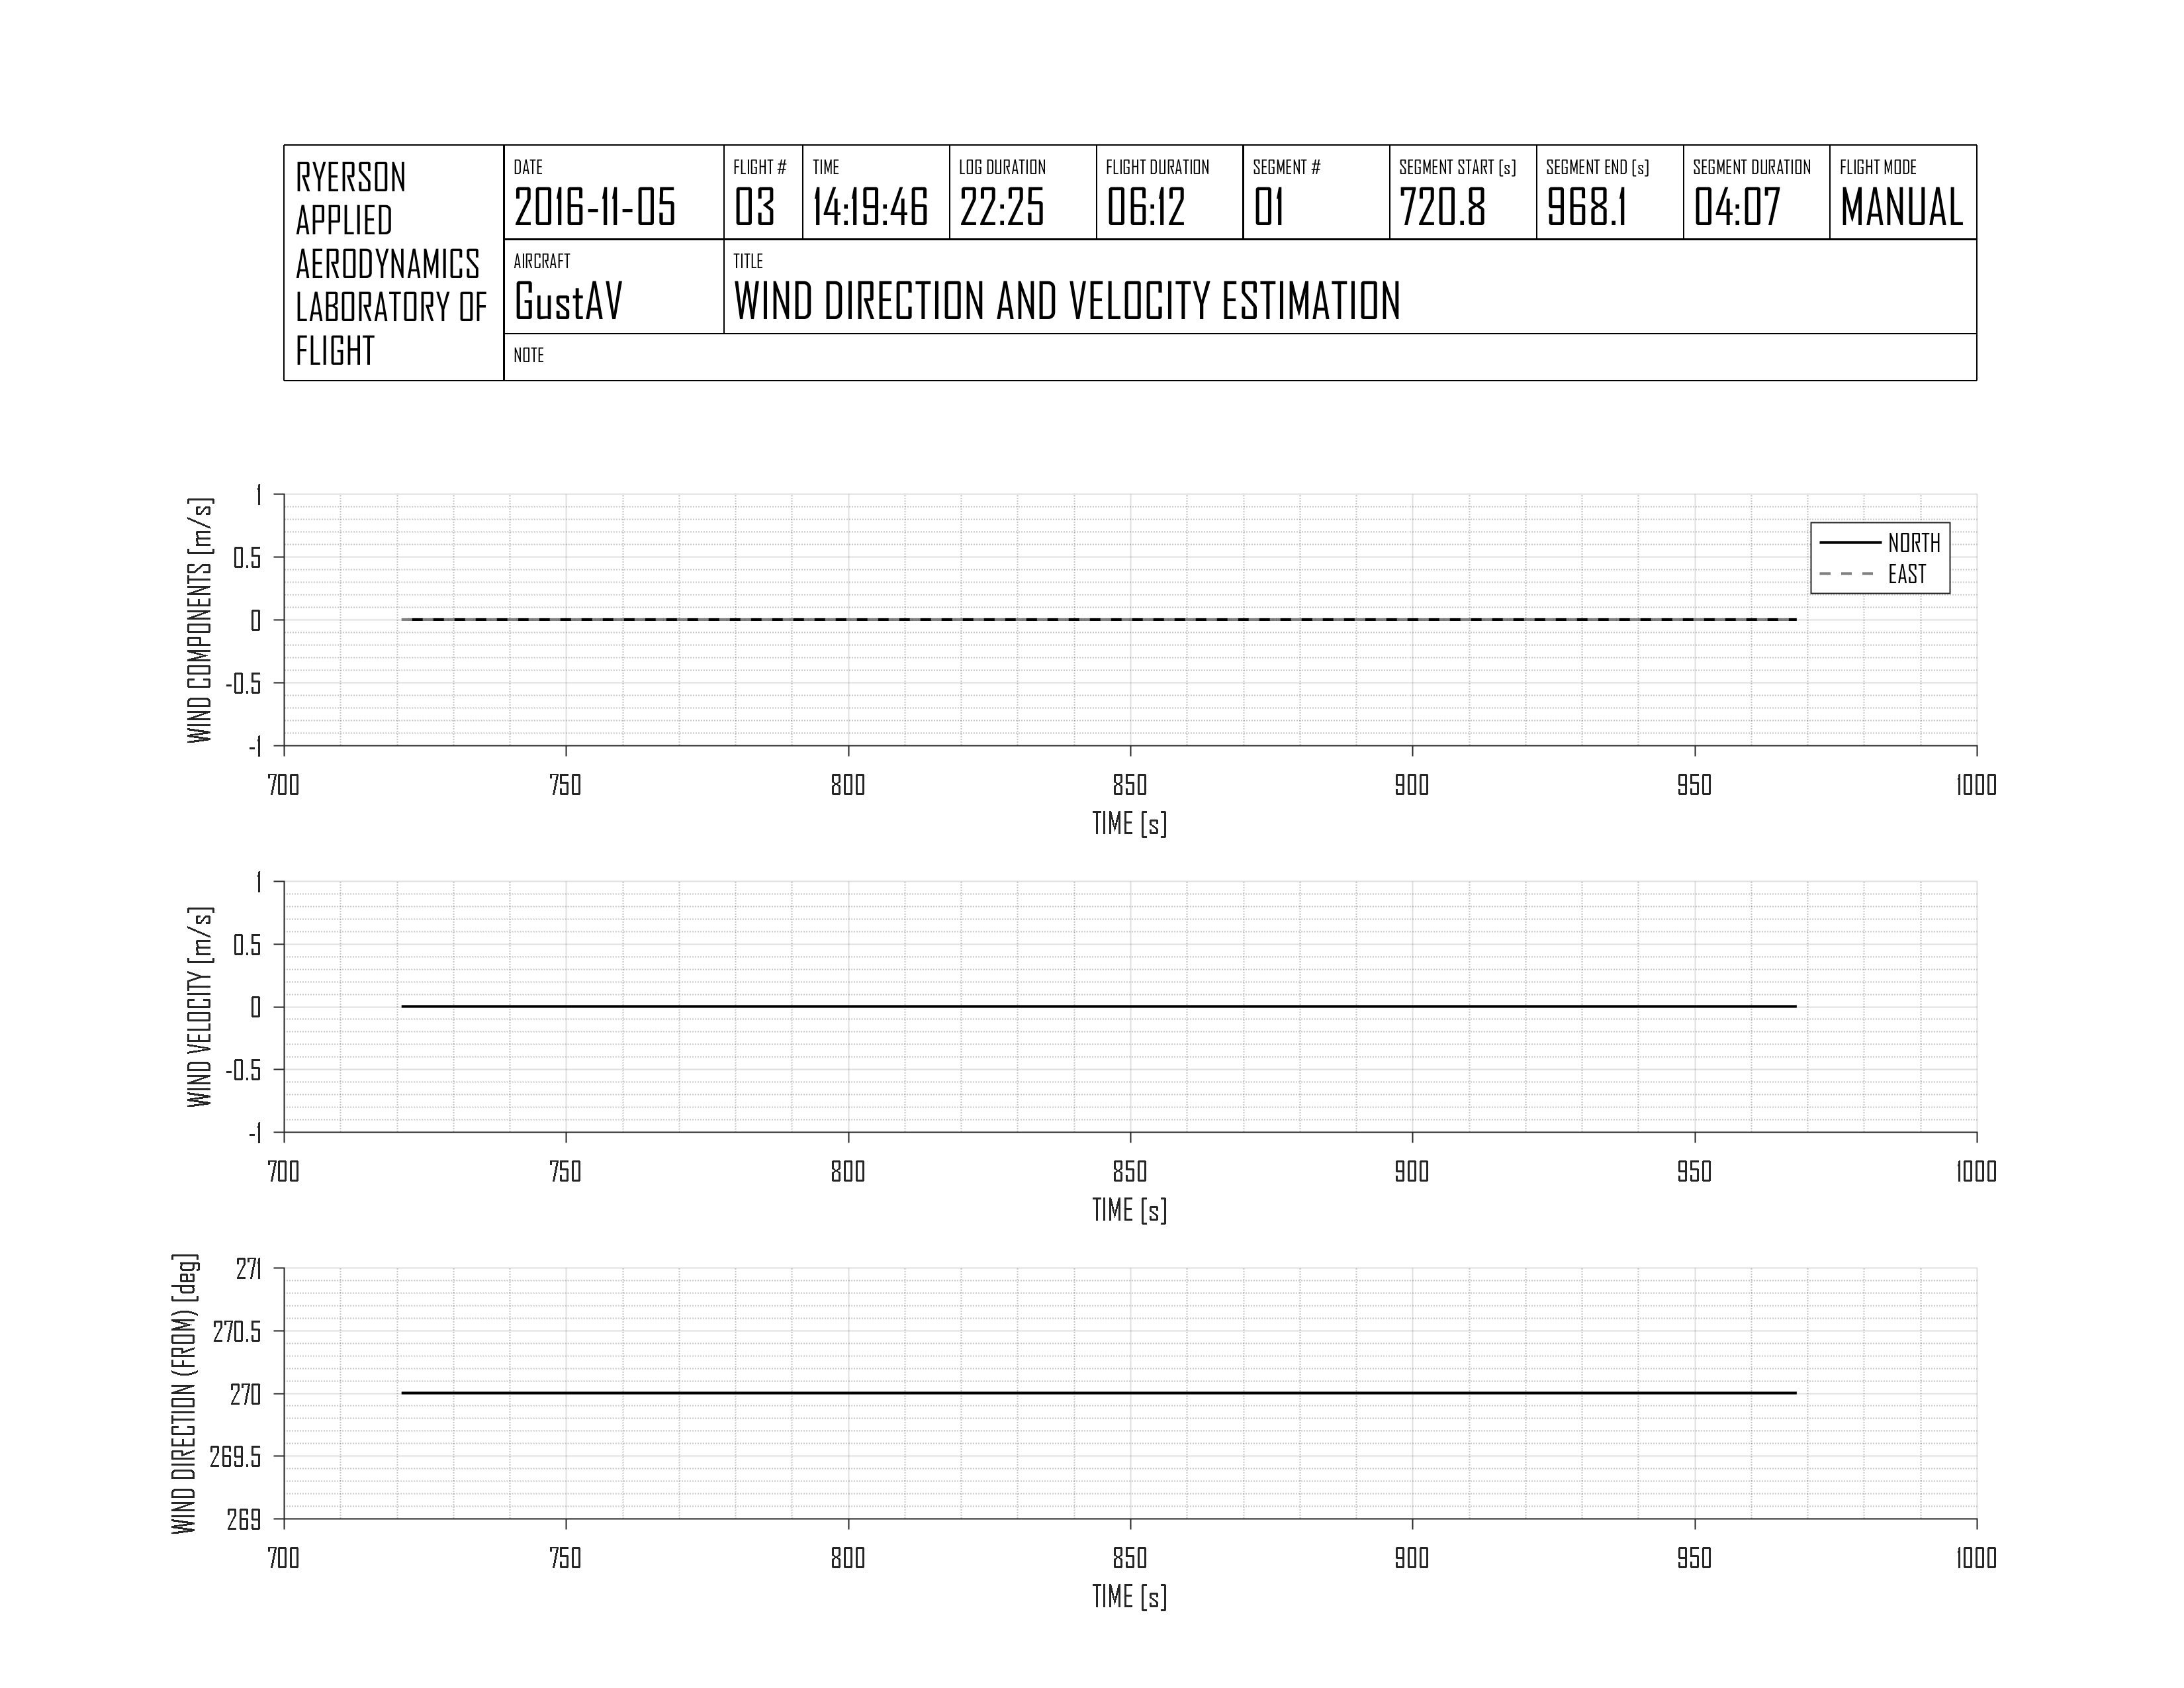 RYERSON
APPLIED
AERODYNAMICS
LABORATORY OF
FLIGHT
DATE
2016-11-05
FLIGHT #
03
TIME
14:19:46
LOG DURATION
22:25
FLIGHT DURATION
06:12
SEGMENT #
01
SEGMENT START [s]
720.8
SEGMENT END [s]
968.1
SEGMENT DURATION
04:07
FLIGHT MODE
MANUAL
AIRCRAFT
GustAV
TITLE
WIND DIRECTION AND VELOCITY ESTIMATION
NOTE
WIND COMPONENTS [m/s]
1
0.5
0
-0.5
-1
NORTH
EAST
700 750 800 850 900 950 1000
TIME [s]
WIND VELOCITY [m/s]
1
0.5
0
-0.5
-1
700 750 800 850 900 950 1000
TIME [s]
WIND DIRECTION (FROM) [deg]
271
270.5
270
269.5
269
700 750 800 850 900 950 1000
TIME [s]